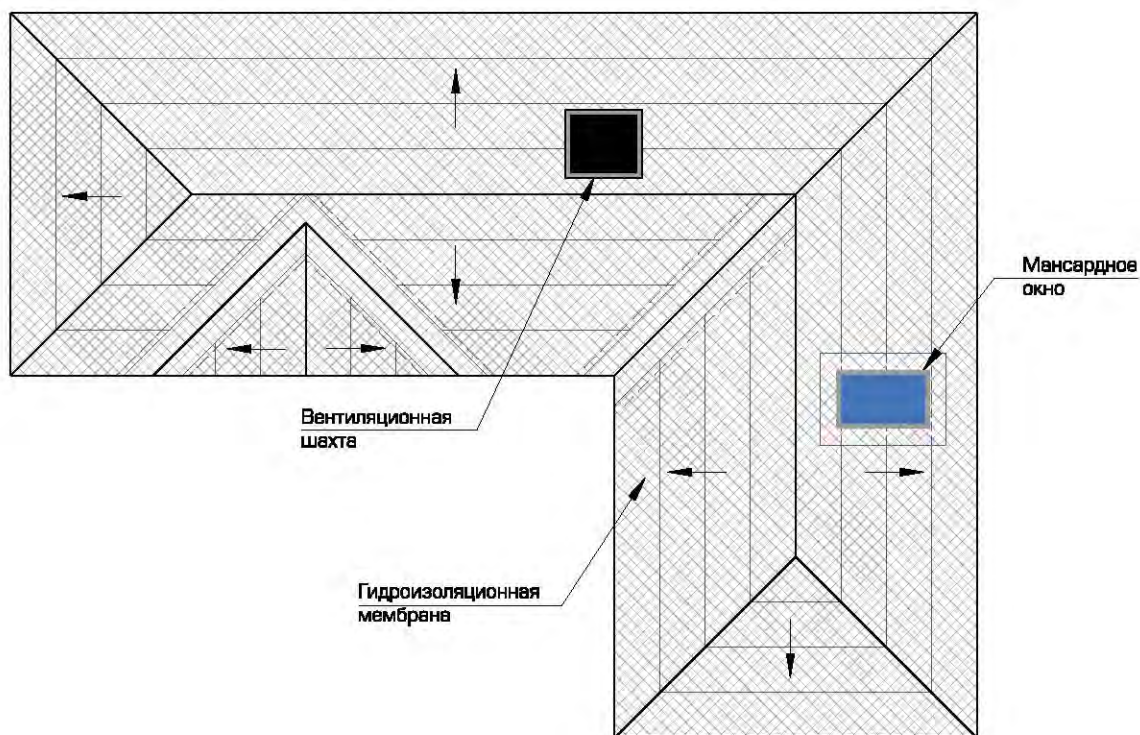 Мансардное
окно
Вентиляционная
шахта
Гидроизоляционная
мембрана